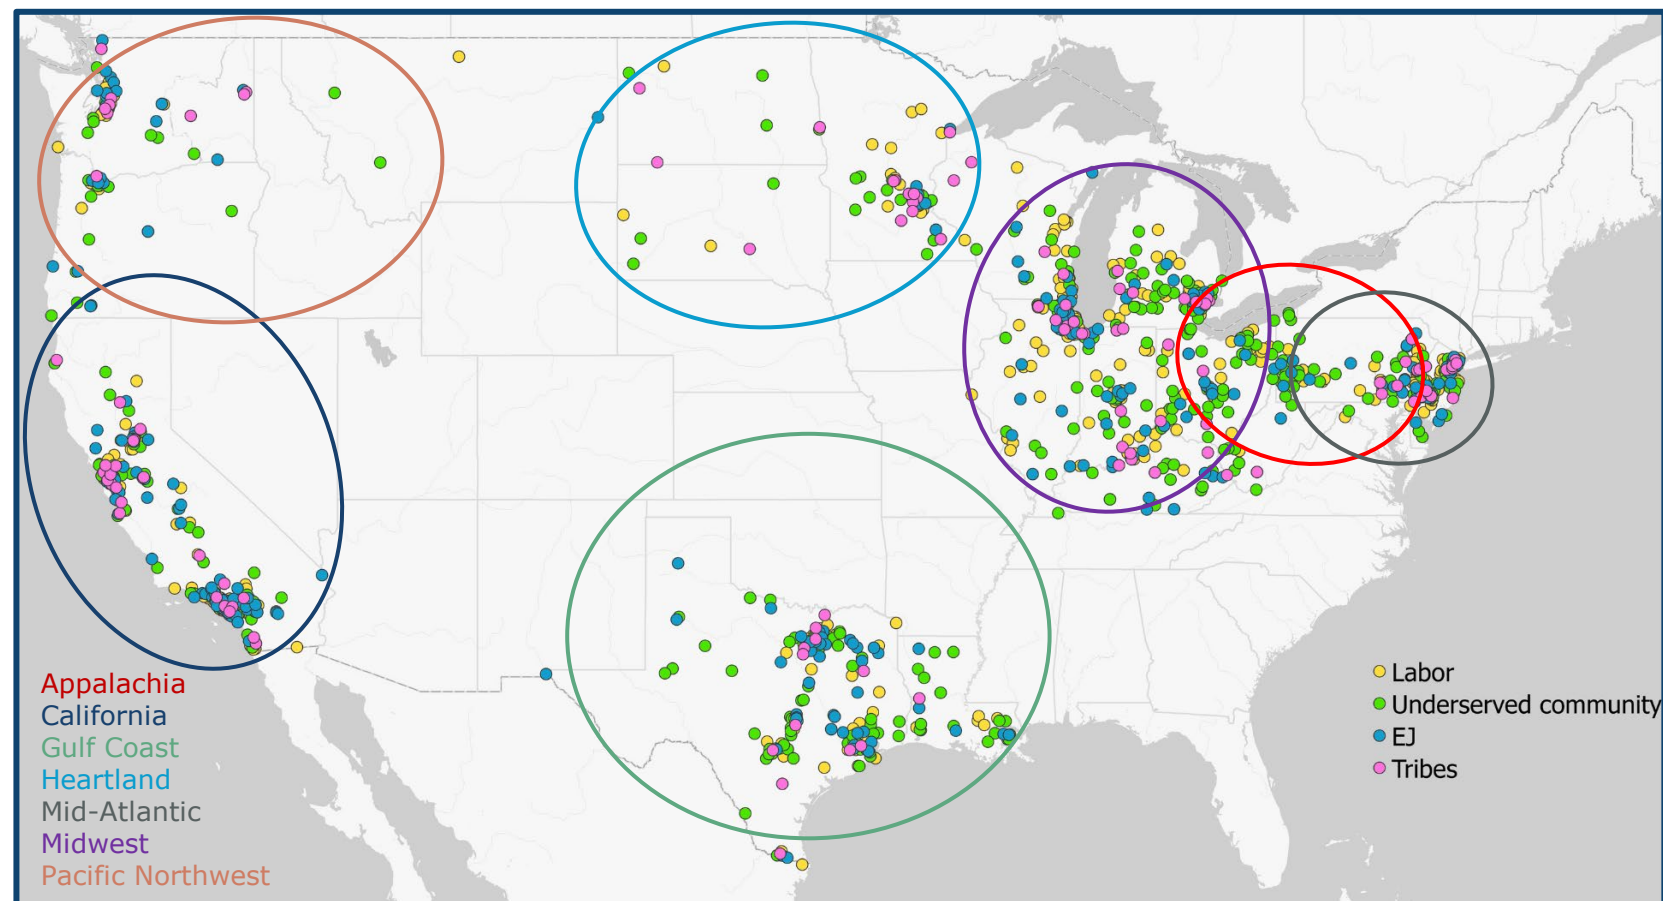 Appalachia
California
Gulf Coast
Heartland
Mid-Atlantic
Midwest
Pacific Northwest
Labor
Underserved community
EJ
Tribes